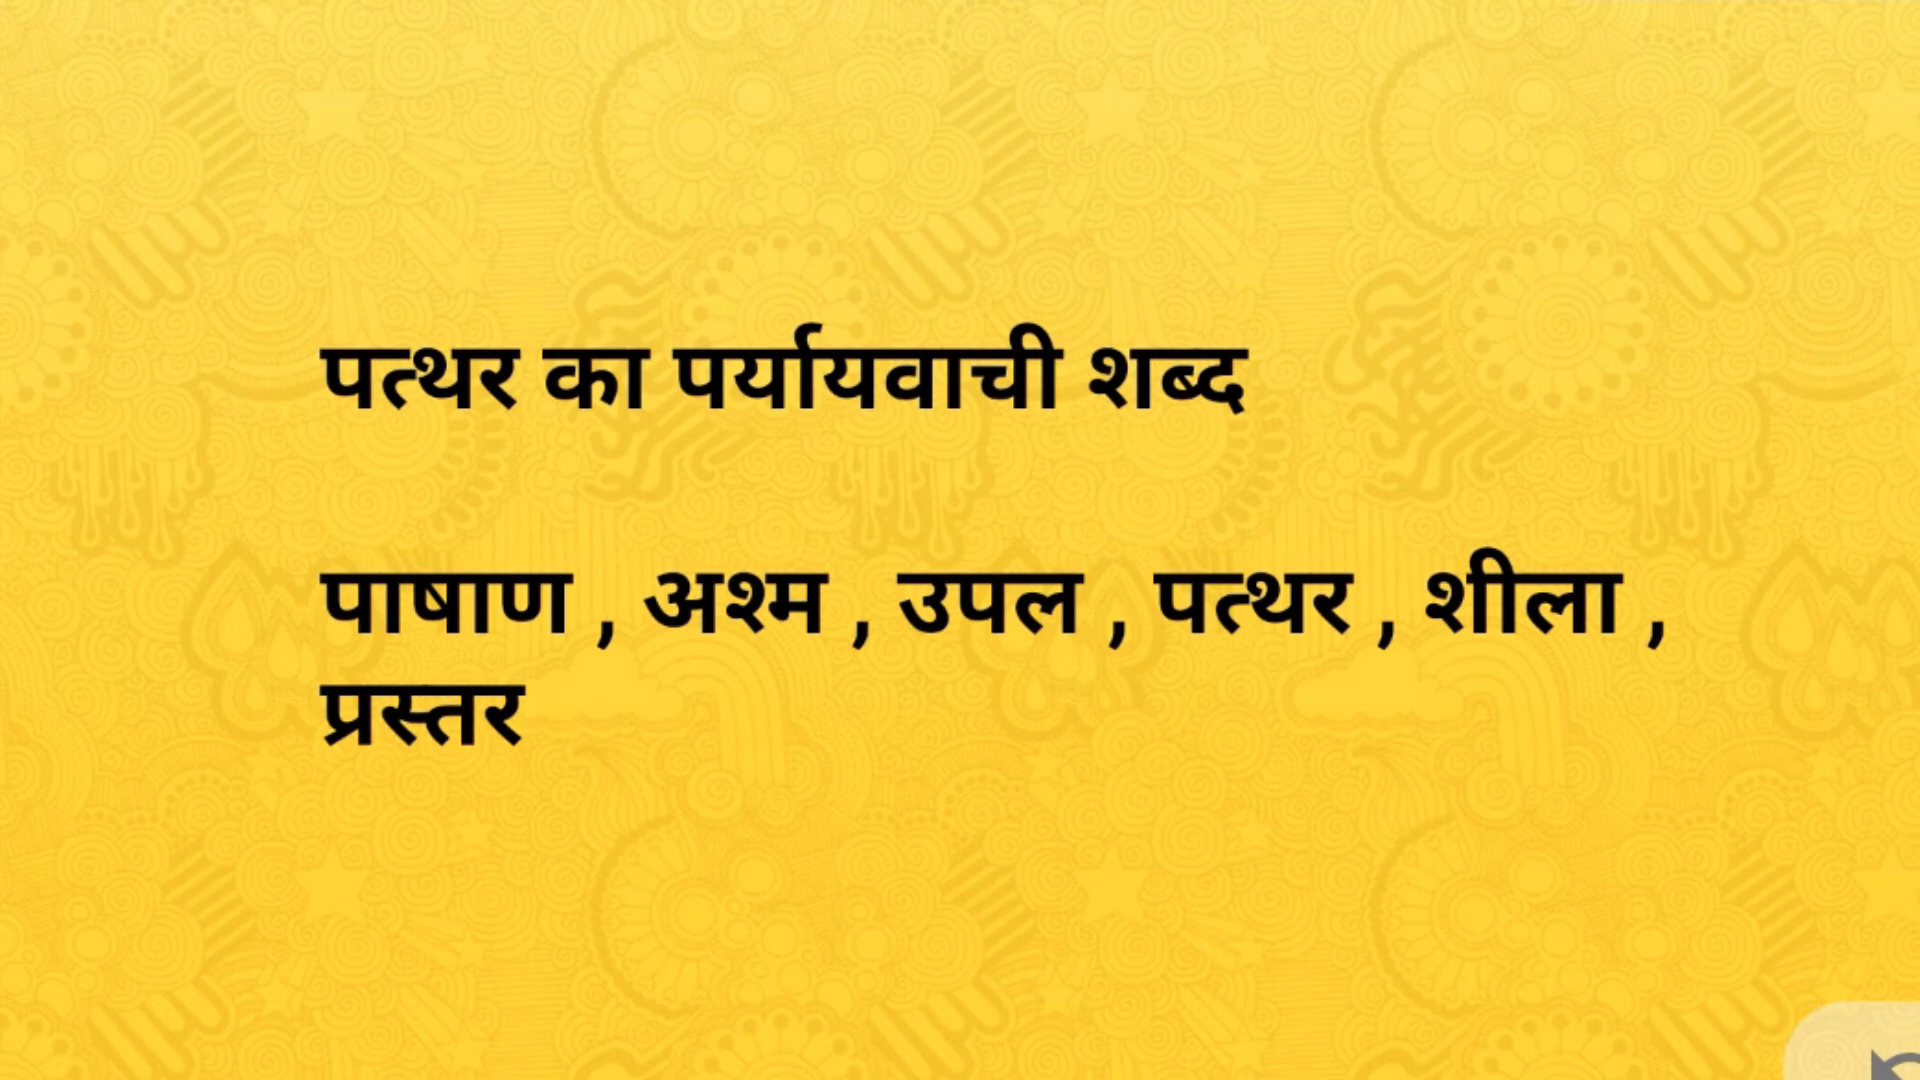 पत्थर का पर्यायवाची शब्द
पाषाण , अश्म , उपल , पत्थर , शीला ,
प्रस्तर